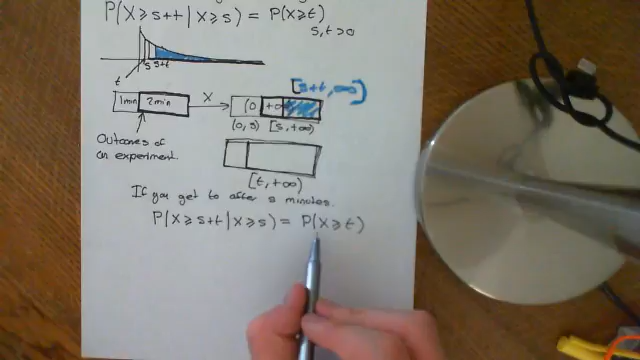 P(X⩾s+t|X⩾s) = P(X⩾t)
s,t>0
t s s+t
[s+t, ∞)
1min 2min X (0 +∞
Outcomes of an experiment.
(0, s) [s, +∞)
[t, +∞)
If you get to after s minutes.
P(X⩾s+t|X⩾s) = P(X⩾t)